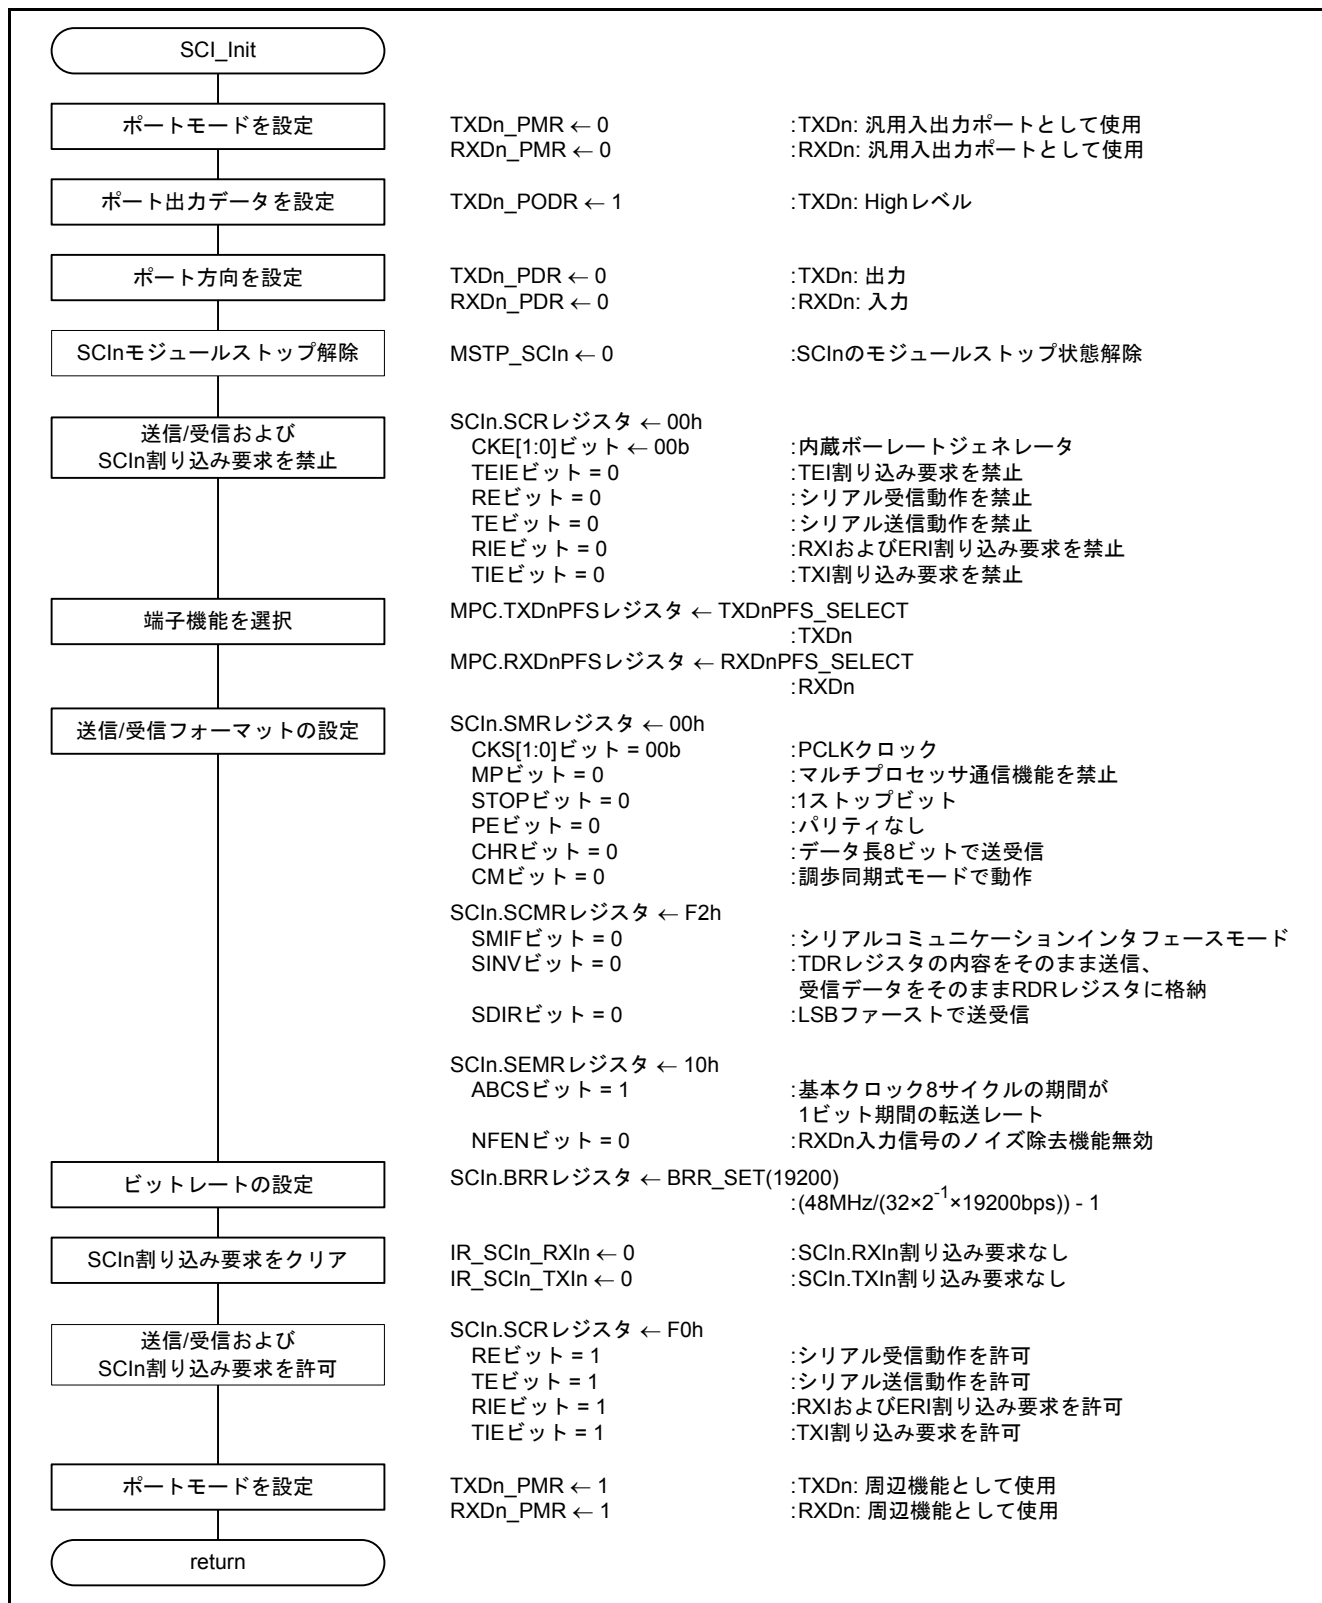 SCI_Init
ポートモードを設定
TXDn_PMR ← 0 :TXDn: 汎用入出力ポートとして使用
RXDn_PMR ← 0 :RXDn: 汎用入出力ポートとして使用
ポート出力データを設定
TXDn_PODR ← 1 :TXDn: Highレベル
ポート方向を設定
TXDn_PDR ← 0 :TXDn: 出力
RXDn_PDR ← 0 :RXDn: 入力
SCInモジュールストップ解除
MSTP_SCIn ← 0 :SCInのモジュールストップ状態解除
送信/受信および
SCIn割り込み要求を禁止
SCIn.SCRレジスタ ← 00h
CKE[1:0]ビット ← 00b :内蔵ボーレートジェネレータ
TEIEビット = 0 :TEI割り込み要求を禁止
REビット = 0 :シリアル受信動作を禁止
TEビット = 0 :シリアル送信動作を禁止
RIEビット = 0 :RXIおよびERI割り込み要求を禁止
TIEビット = 0 :TXI割り込み要求を禁止
端子機能を選択
MPC.TXDnPFSレジスタ ← TXDnPFS_SELECT
:TXDn
MPC.RXDnPFSレジスタ ← RXDnPFS_SELECT
:RXDn
送信/受信フォーマットの設定
SCIn.SMRレジスタ ← 00h
CKS[1:0]ビット = 00b :PCLKクロック
MPビット = 0 :マルチプロセッサ通信機能を禁止
STOPビット = 0 :1ストップビット
PEビット = 0 :パリティなし
CHRビット = 0 :データ長8ビットで送受信
CMビット = 0 :調歩同期式モードで動作
SCIn.SCMRレジスタ ← F2h
SMIFビット = 0 :シリアルコミュニケーションインタフェースモード
SINVビット = 0 :TDRレジスタの内容をそのまま送信、
受信データをそのままRDRレジスタに格納
SDIRビット = 0 :LSBファーストで送受信
SCIn.SEMRレジスタ ← 10h
ABCSビット = 1 :基本クロック8サイクルの期間が
1ビット期間の転送レート
NFENビット = 0 :RXDn入力信号のノイズ除去機能無効
ビットレートの設定
SCIn.BRRレジスタ ← BRR_SET(19200)
:(48MHz/(32×2⁻¹×19200bps)) - 1
SCIn割り込み要求をクリア
IR_SCIn_RXIn ← 0 :SCIn.RXIn割り込み要求なし
IR_SCIn_TXIn ← 0 :SCIn.TXIn割り込み要求なし
送信/受信および
SCIn割り込み要求を許可
SCIn.SCRレジスタ ← F0h
REビット = 1 :シリアル受信動作を許可
TEビット = 1 :シリアル送信動作を許可
RIEビット = 1 :RXIおよびERI割り込み要求を許可
TIEビット = 1 :TXI割り込み要求を許可
ポートモードを設定
TXDn_PMR ← 1 :TXDn: 周辺機能として使用
RXDn_PMR ← 1 :RXDn: 周辺機能として使用
return